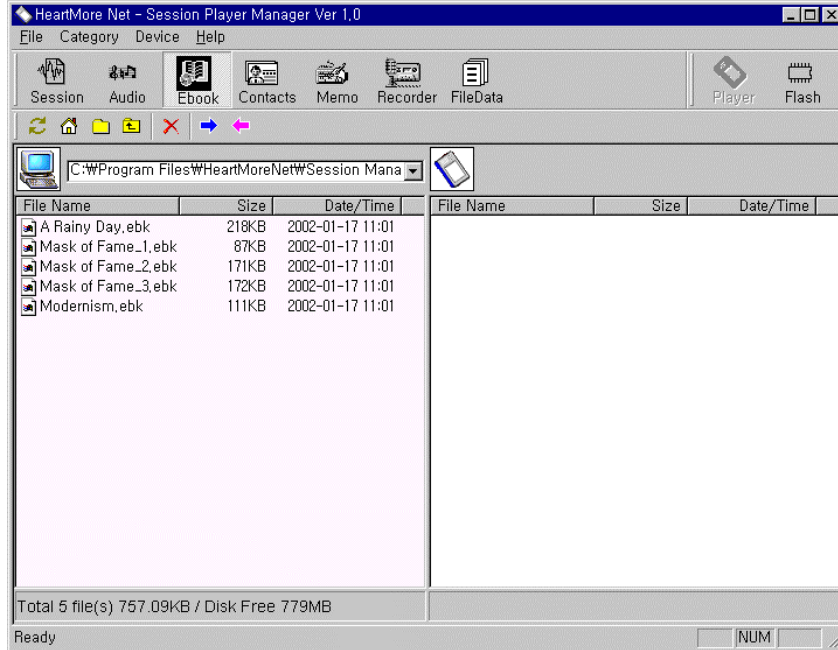 HeartMore Net - Session Player Manager Ver 1,0
File Category Device Help
Session Audio Ebook Contacts Memo Recorder FileData Player Flash
C:₩Program Files₩HeartMoreNet₩Session Mana
File Name Size Date/Time File Name Size Date/Time
A Rainy Day,ebk 218KB 2002-01-17 11:01
Mask of Fame_1,ebk 87KB 2002-01-17 11:01
Mask of Fame_2,ebk 171KB 2002-01-17 11:01
Mask of Fame_3,ebk 172KB 2002-01-17 11:01
Modernism,ebk 111KB 2002-01-17 11:01
Total 5 file(s) 757.09KB / Disk Free 779MB
Ready NUM